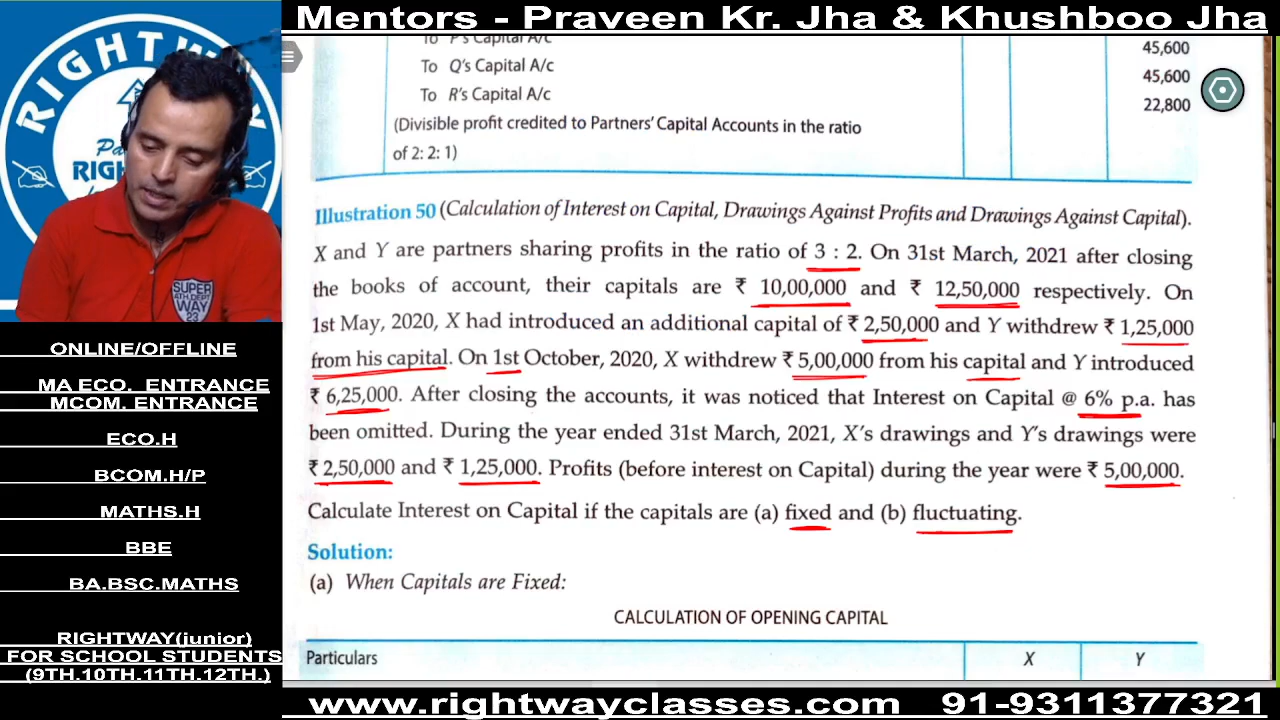 Mentors - Praveen Kr. Jha & Khushboo Jha
RIGHTWAY
RIGH
SUPER
ATH.DEPT
WAY
23
ONLINE/OFFLINE
MA ECO. ENTRANCE
MCOM. ENTRANCE
ECO.H
BCOM.H/P
MATHS.H
BBE
BA.BSC.MATHS
RIGHTWAY(junior)
FOR SCHOOL STUDENTS
(9TH.10TH.11TH.12TH.)
To P's Capital A/c
45,600
To Q's Capital A/c
45,600
To R's Capital A/c
22,800
(Divisible profit credited to Partners' Capital Accounts in the ratio
of 2: 2: 1)
Illustration 50 (Calculation of Interest on Capital, Drawings Against Profits and Drawings Against Capital).
X and Y are partners sharing profits in the ratio of 3 : 2. On 31st March, 2021 after closing
the books of account, their capitals are ₹ 10,00,000 and ₹ 12,50,000 respectively. On
1st May, 2020, X had introduced an additional capital of ₹ 2,50,000 and Y withdrew ₹ 1,25,000
from his capital. On 1st October, 2020, X withdrew ₹ 5,00,000 from his capital and Y introduced
₹ 6,25,000. After closing the accounts, it was noticed that Interest on Capital @ 6% p.a. has
been omitted. During the year ended 31st March, 2021, X's drawings and Y's drawings were
₹ 2,50,000 and ₹ 1,25,000. Profits (before interest on Capital) during the year were ₹ 5,00,000.
Calculate Interest on Capital if the capitals are (a) fixed and (b) fluctuating.
Solution:
(a) When Capitals are Fixed:
CALCULATION OF OPENING CAPITAL
Particulars X Y
www.rightwayclasses.com 91-9311377321